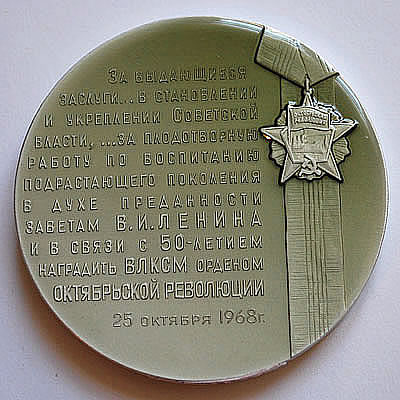 За выдающиеся
заслуги... в становлении
и укреплении Советской
власти, ...за плодотворную
работу по воспитанию
подрастающего поколения
в духе преданности
заветам В.И.Ленина
и в связи с 50-летием
наградить ВЛКСМ орденом
Октябрьской Революции
25 октября 1968г.